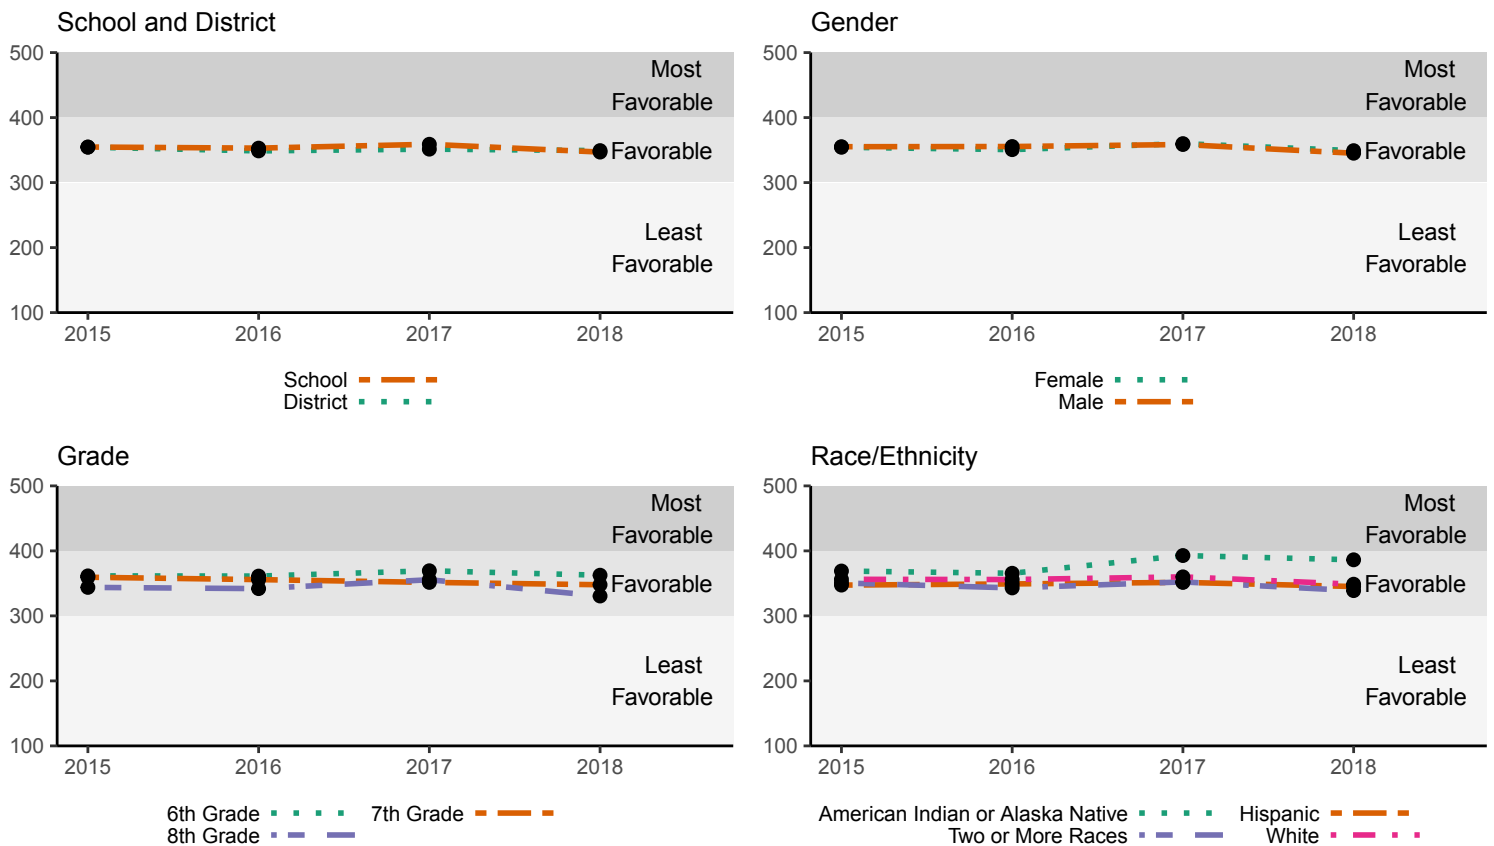 School and District
500
400
300
200
100
Most
Favorable
Favorable
Least
Favorable
2015 2016 2017 2018
School
District
Gender
500
400
300
200
100
Most
Favorable
Favorable
Least
Favorable
2015 2016 2017 2018
Female
Male
Grade
500
400
300
200
100
Most
Favorable
Favorable
Least
Favorable
2015 2016 2017 2018
6th Grade 7th Grade
8th Grade
Race/Ethnicity
500
400
300
200
100
Most
Favorable
Favorable
Least
Favorable
2015 2016 2017 2018
American Indian or Alaska Native Hispanic
Two or More Races White